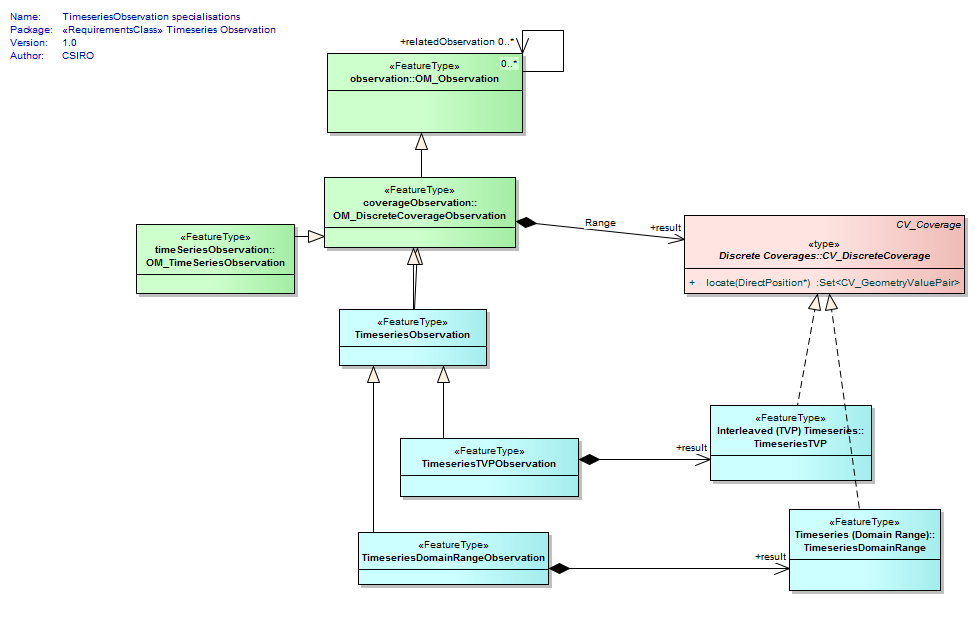 Name: TimeseriesObservation specialisations
Package: «RequirementsClass» Timeseries Observation
Version: 1.0
Author: CSIRO
+relatedObservation 0..*
0..*
«FeatureType»
observation::OM_Observation
«FeatureType»
coverageObservation::
OM_DiscreteCoverageObservation
Range
+result
«FeatureType»
timeSeriesObservation::
OM_TimeSeriesObservation
CV_Coverage
«type»
Discrete Coverages::CV_DiscreteCoverage
+ locate(DirectPosition*) :Set<CV_GeometryValuePair>
«FeatureType»
TimeseriesObservation
«FeatureType»
TimeseriesTVPObservation
+result
«FeatureType»
Interleaved (TVP) Timeseries::
TimeseriesTVP
«FeatureType»
TimeseriesDomainRangeObservation
+result
«FeatureType»
Timeseries (Domain Range)::
TimeseriesDomainRange